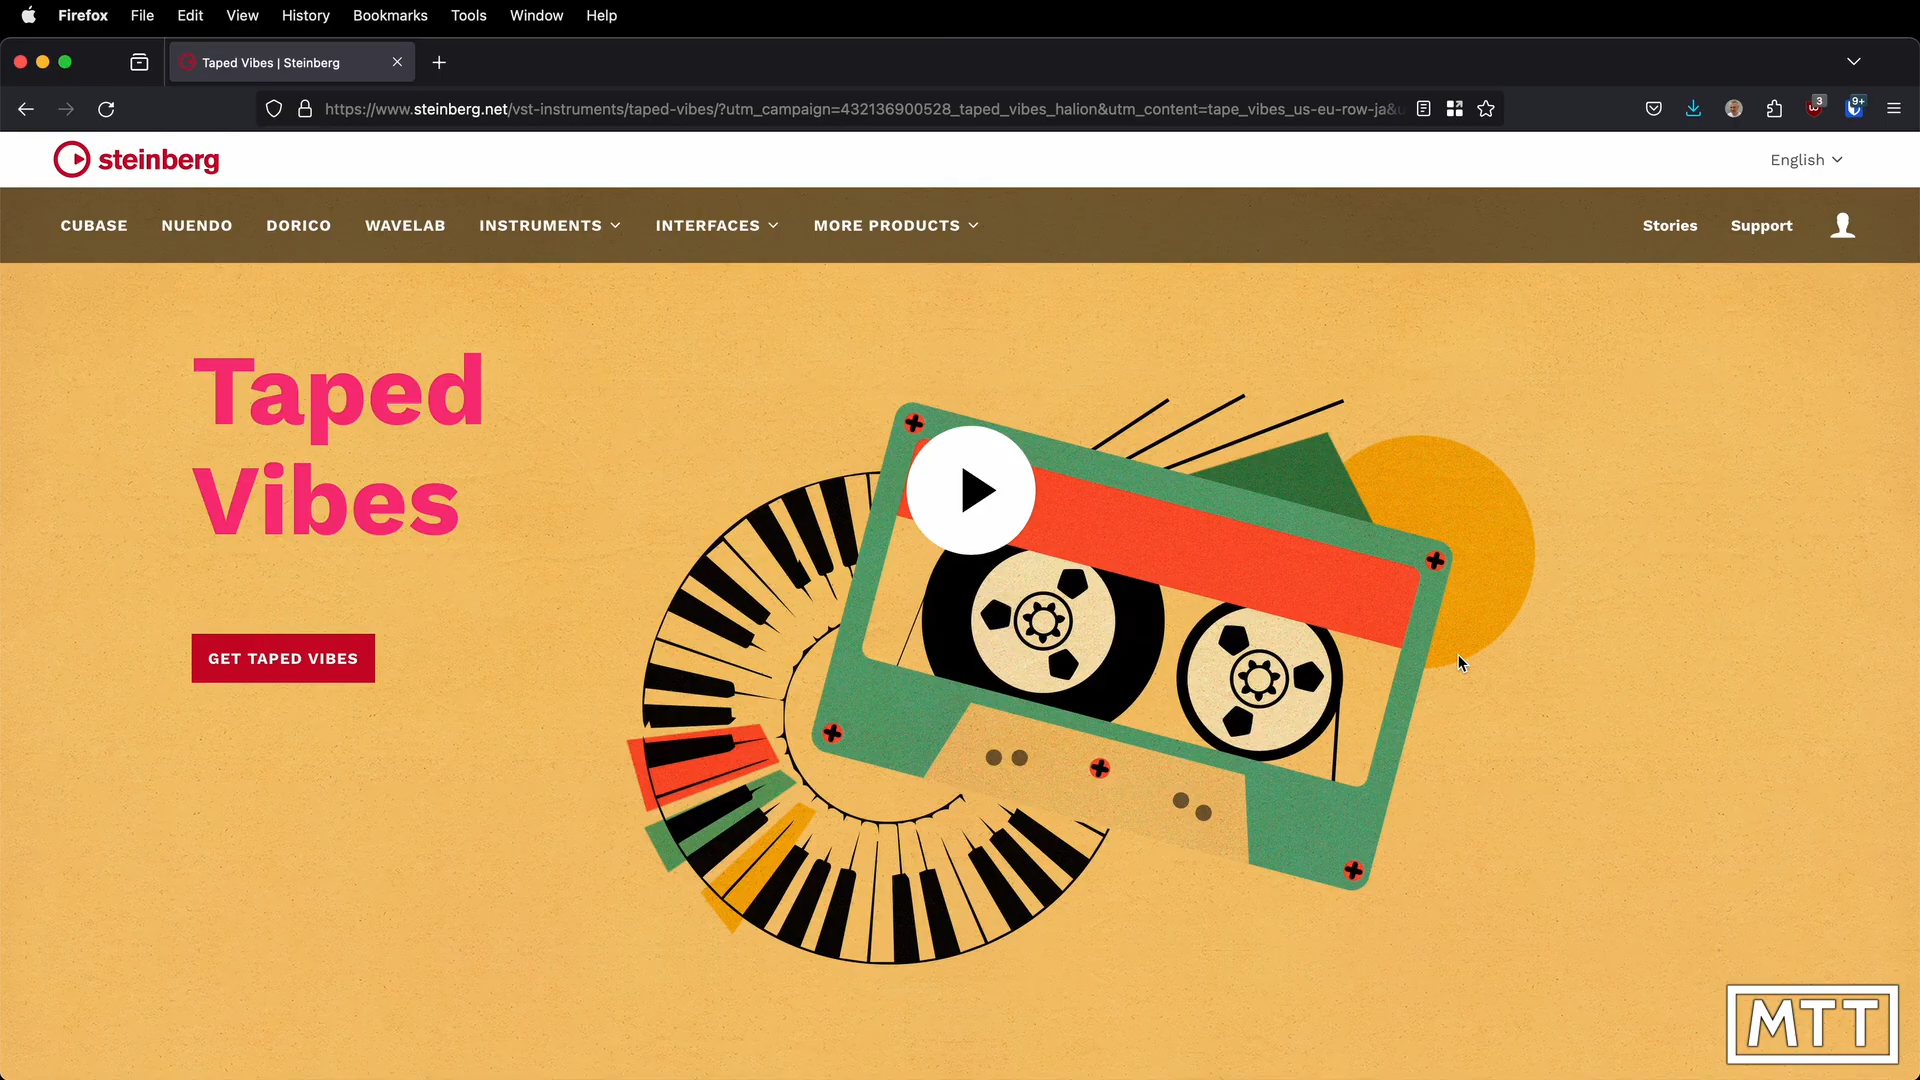 Firefox File Edit View History Bookmarks Tools Window Help
Taped Vibes | Steinberg
https://www.steinberg.net/vst-instruments/taped-vibes/?utm_campaign=432136900528_taped_vibes_halion&utm_content=tape_vibes_us-eu-row-ja&u
3
9+
steinberg
English
CUBASE NUENDO DORICO WAVELAB INSTRUMENTS INTERFACES MORE PRODUCTS Stories Support
Taped
Vibes
GET TAPED VIBES
MTT